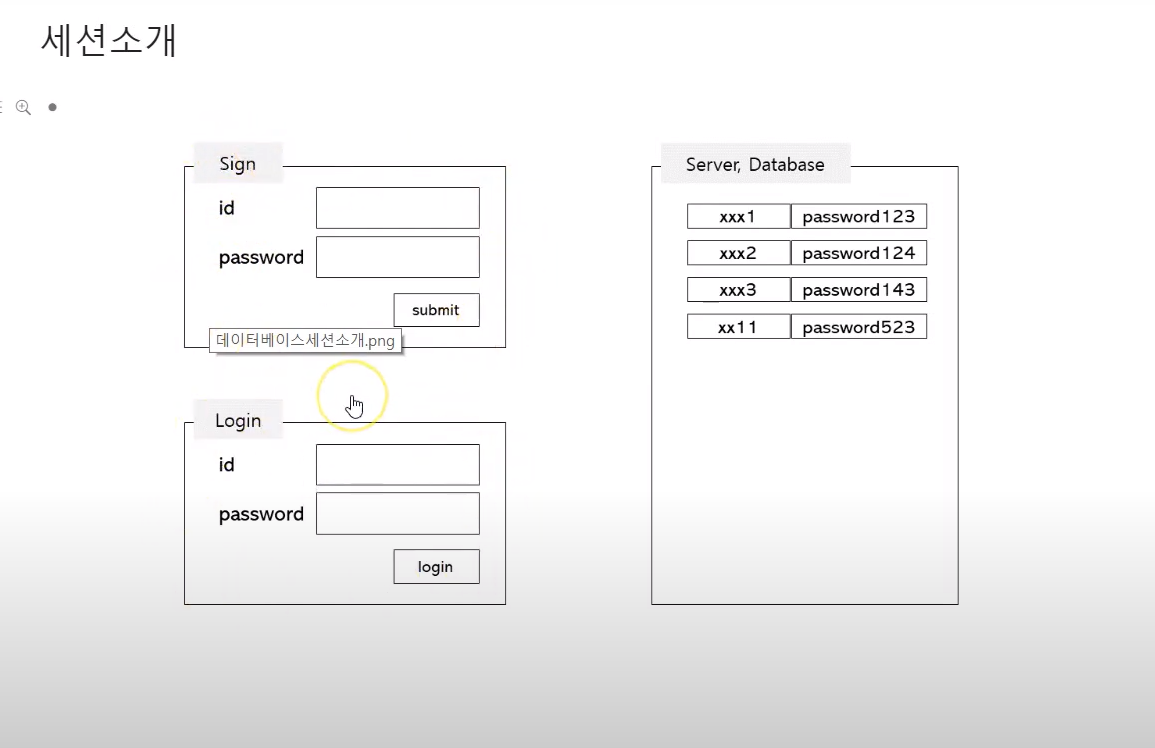 세션소개
Sign
id
password
submit
데이터베이스세션소개.png
Login
id
password
login
Server, Database
xxx1 password123
xxx2 password124
xxx3 password143
xx11 password523